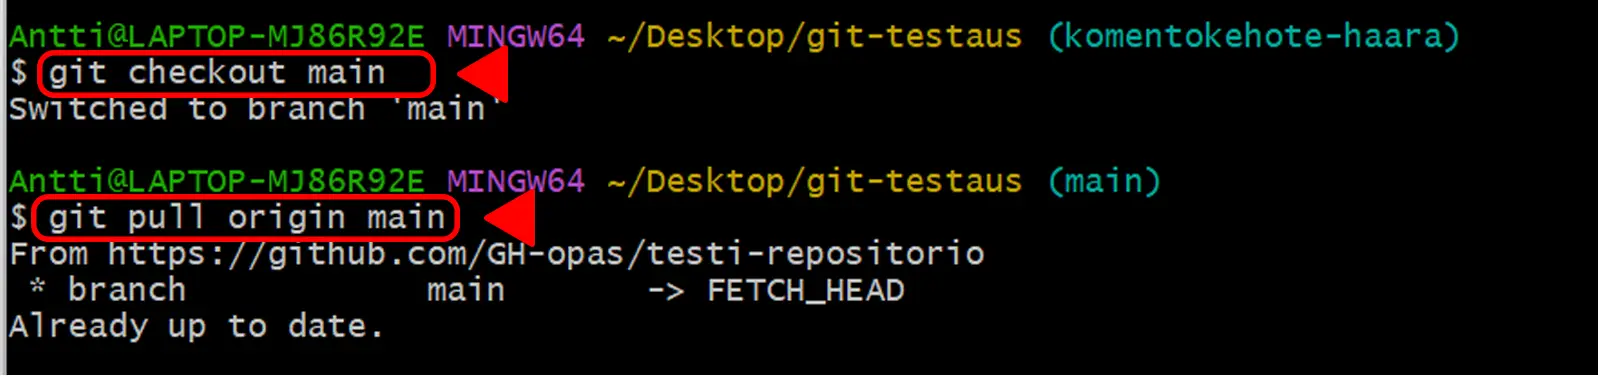 Antti@LAPTOP-MJ86R92E MINGW64 ~/Desktop/git-testaus (komentokehote-haara)
$ git checkout main
Switched to branch 'main'
Antti@LAPTOP-MJ86R92E MINGW64 ~/Desktop/git-testaus (main)
$ git pull origin main
From https://github.com/GH-opas/testi-repositorio
 * branch            main       -> FETCH_HEAD
Already up to date.